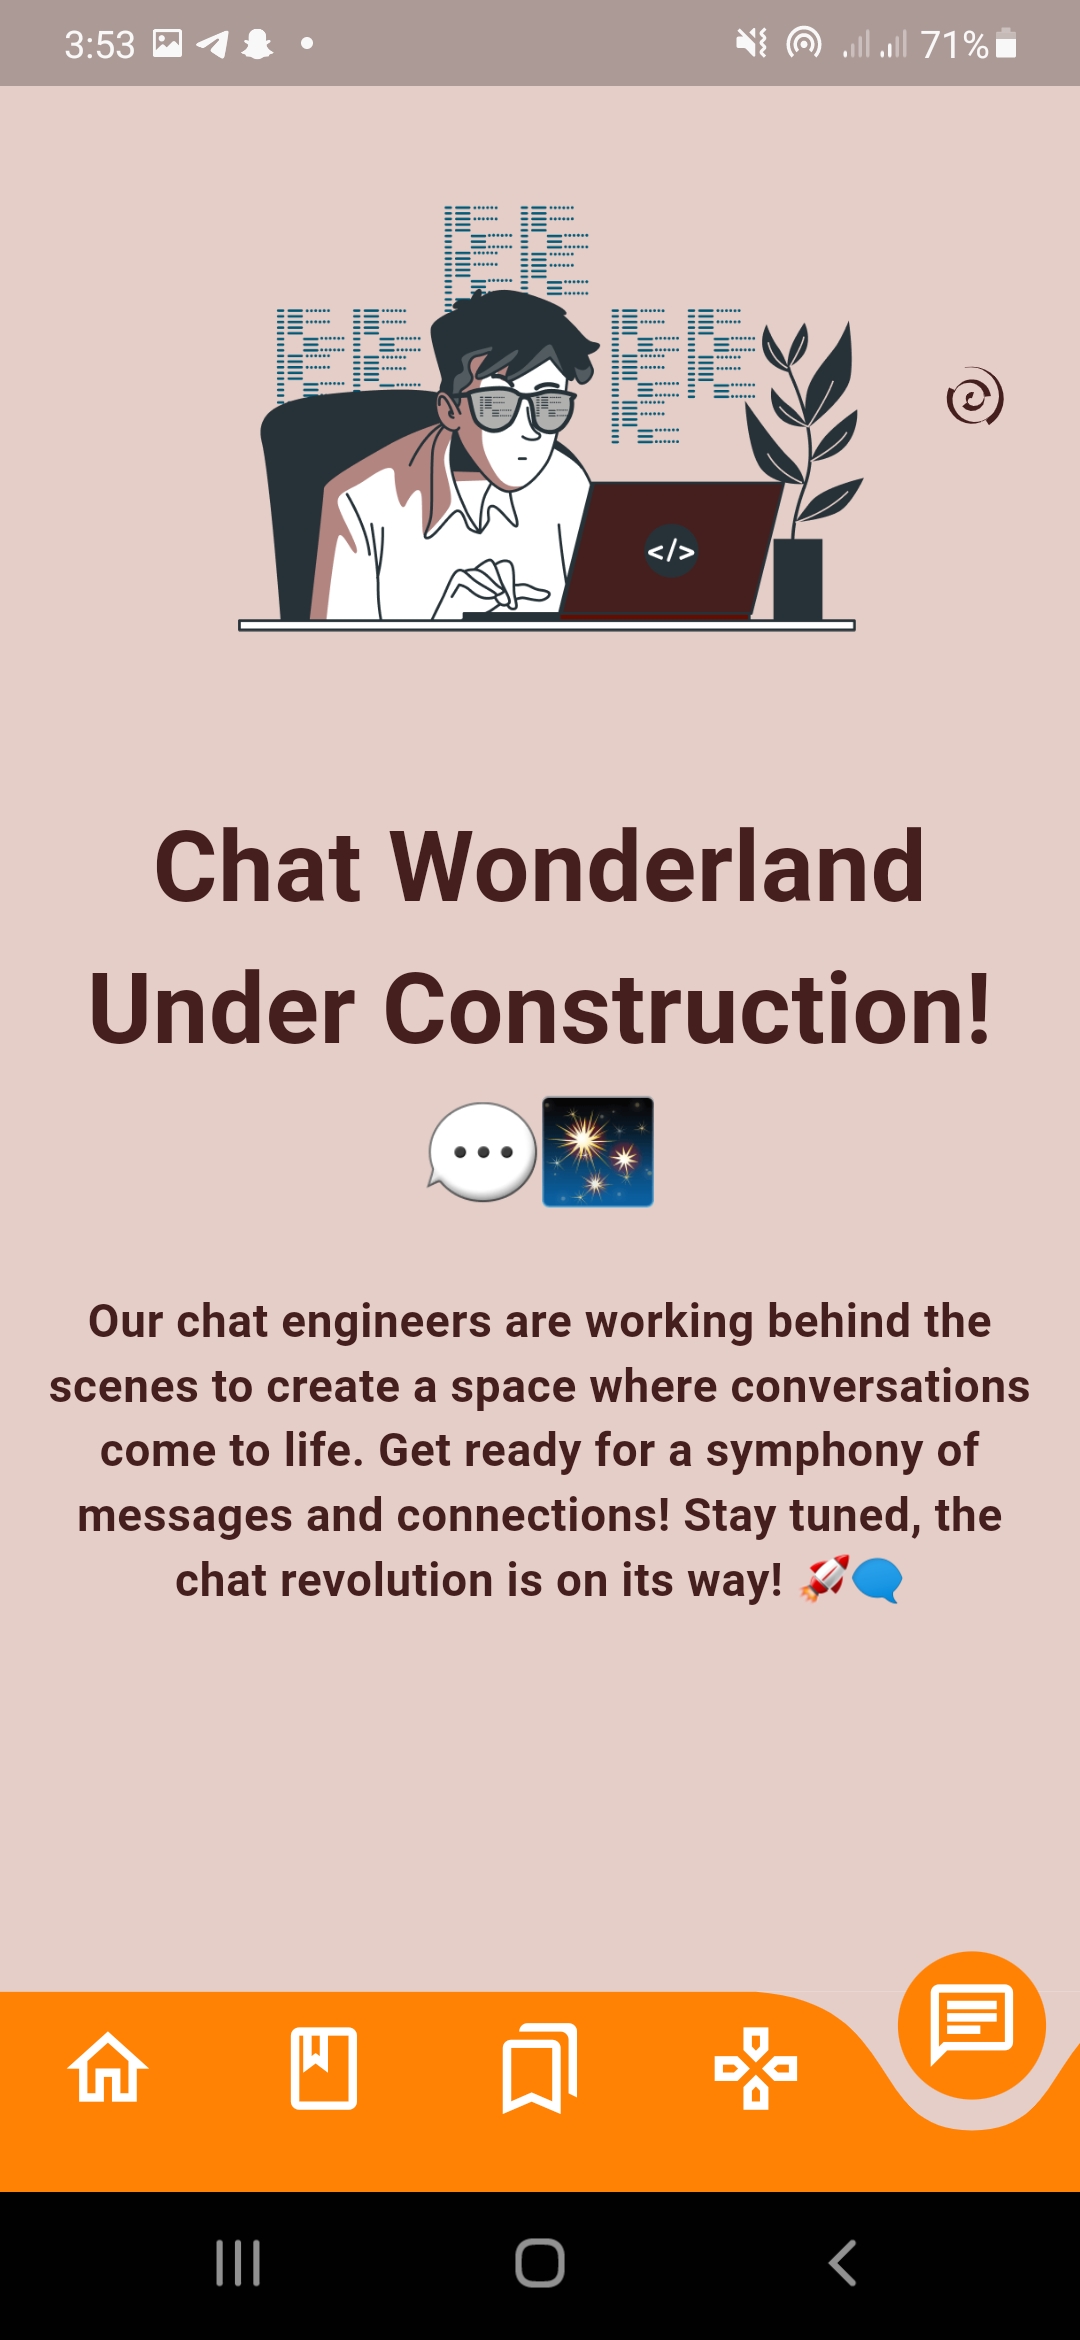 3:53
71%
</>
Chat Wonderland
Under Construction!
💬🎇
Our chat engineers are working behind the
scenes to create a space where conversations
come to life. Get ready for a symphony of
messages and connections! Stay tuned, the
chat revolution is on its way! 🚀🗨️